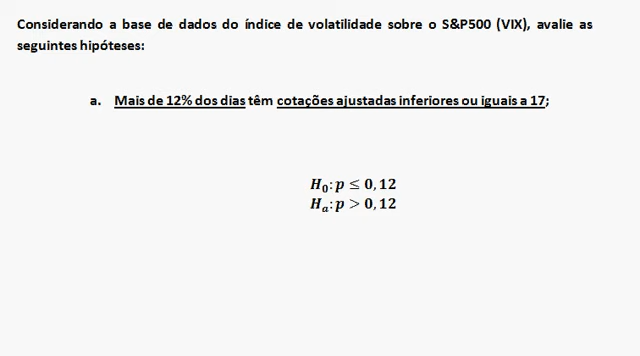 Considerando a base de dados do índice de volatilidade sobre o S&P500 (VIX), avalie as
seguintes hipóteses:
a. Mais de 12% dos dias têm cotações ajustadas inferiores ou iguais a 17;
H₀: p ≤ 0,12
Hₐ: p > 0,12